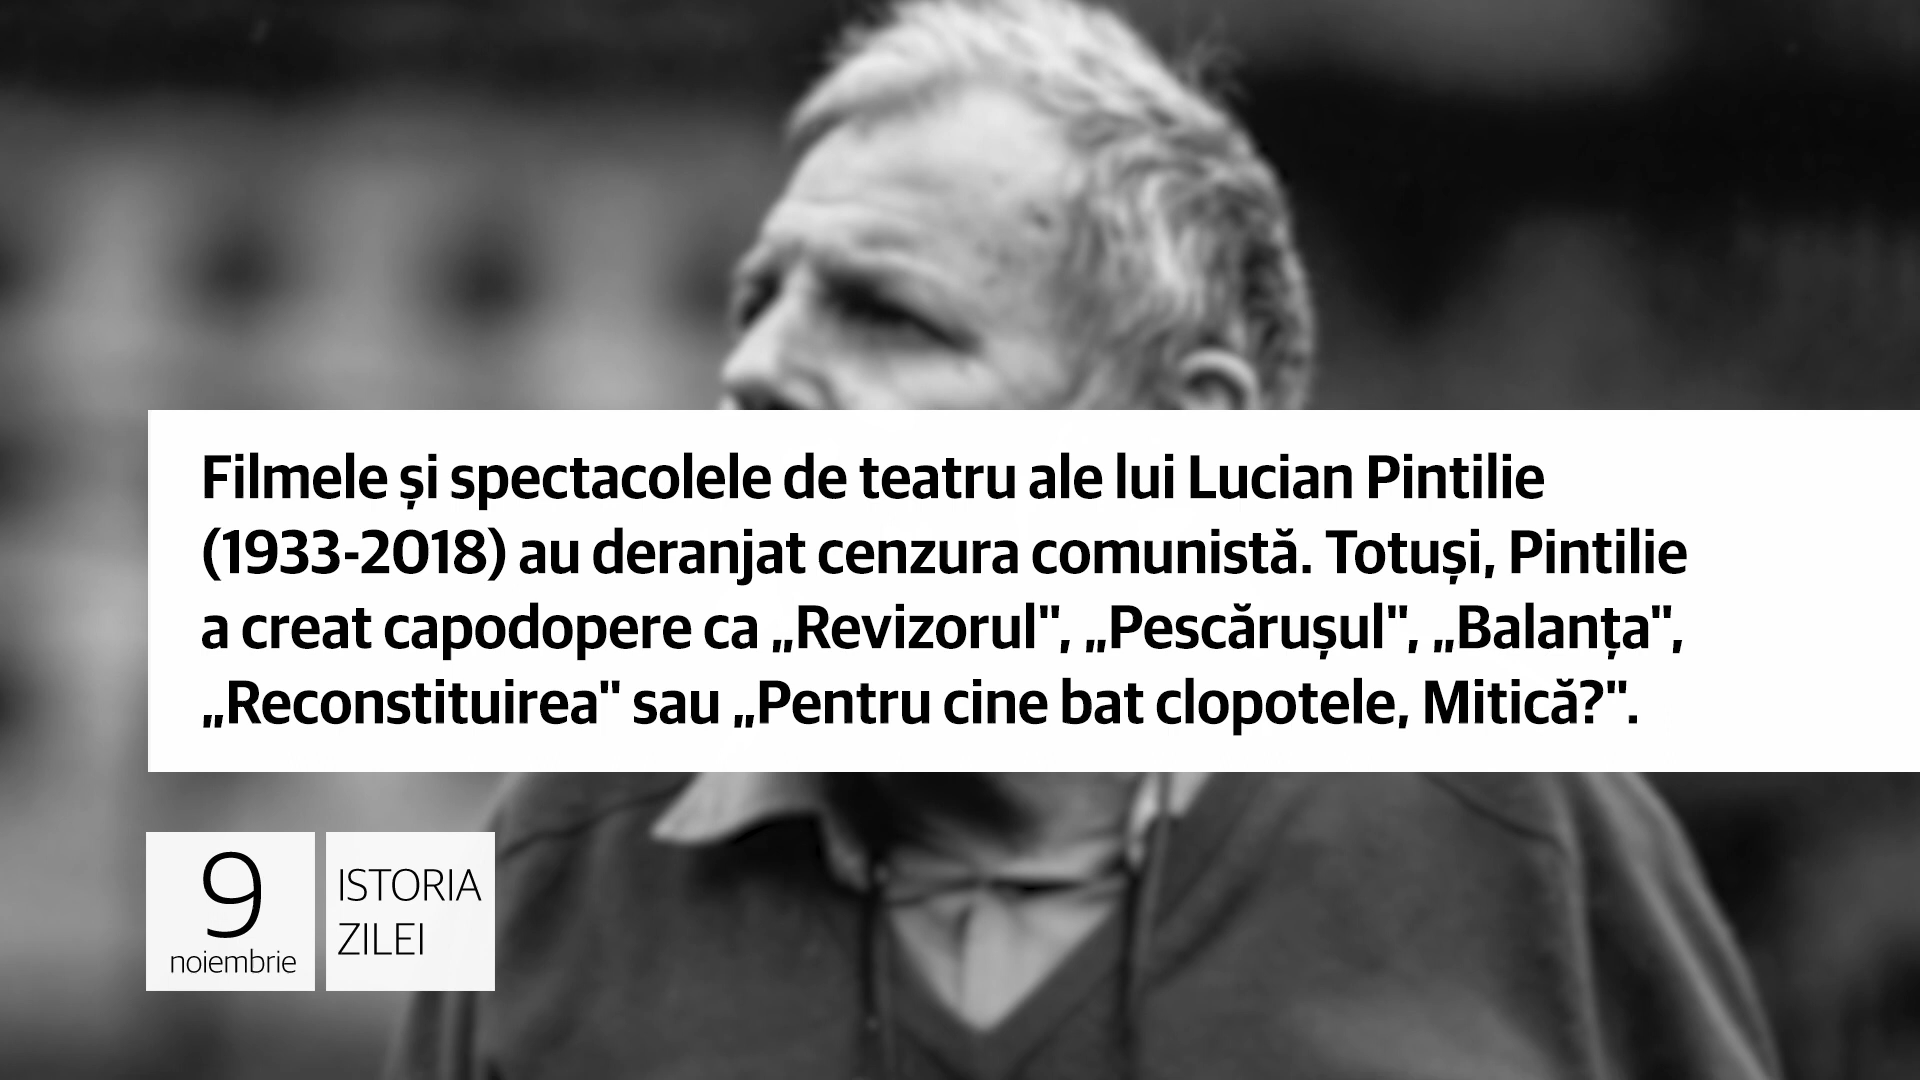 Filmele și spectacolele de teatru ale lui Lucian Pintilie
(1933-2018) au deranjat cenzura comunistă. Totuși, Pintilie
a creat capodopere ca „Revizorul", „Pescărușul", „Balanța",
„Reconstituirea" sau „Pentru cine bat clopotele, Mitică?".
9
noiembrie
ISTORIA
ZILEI